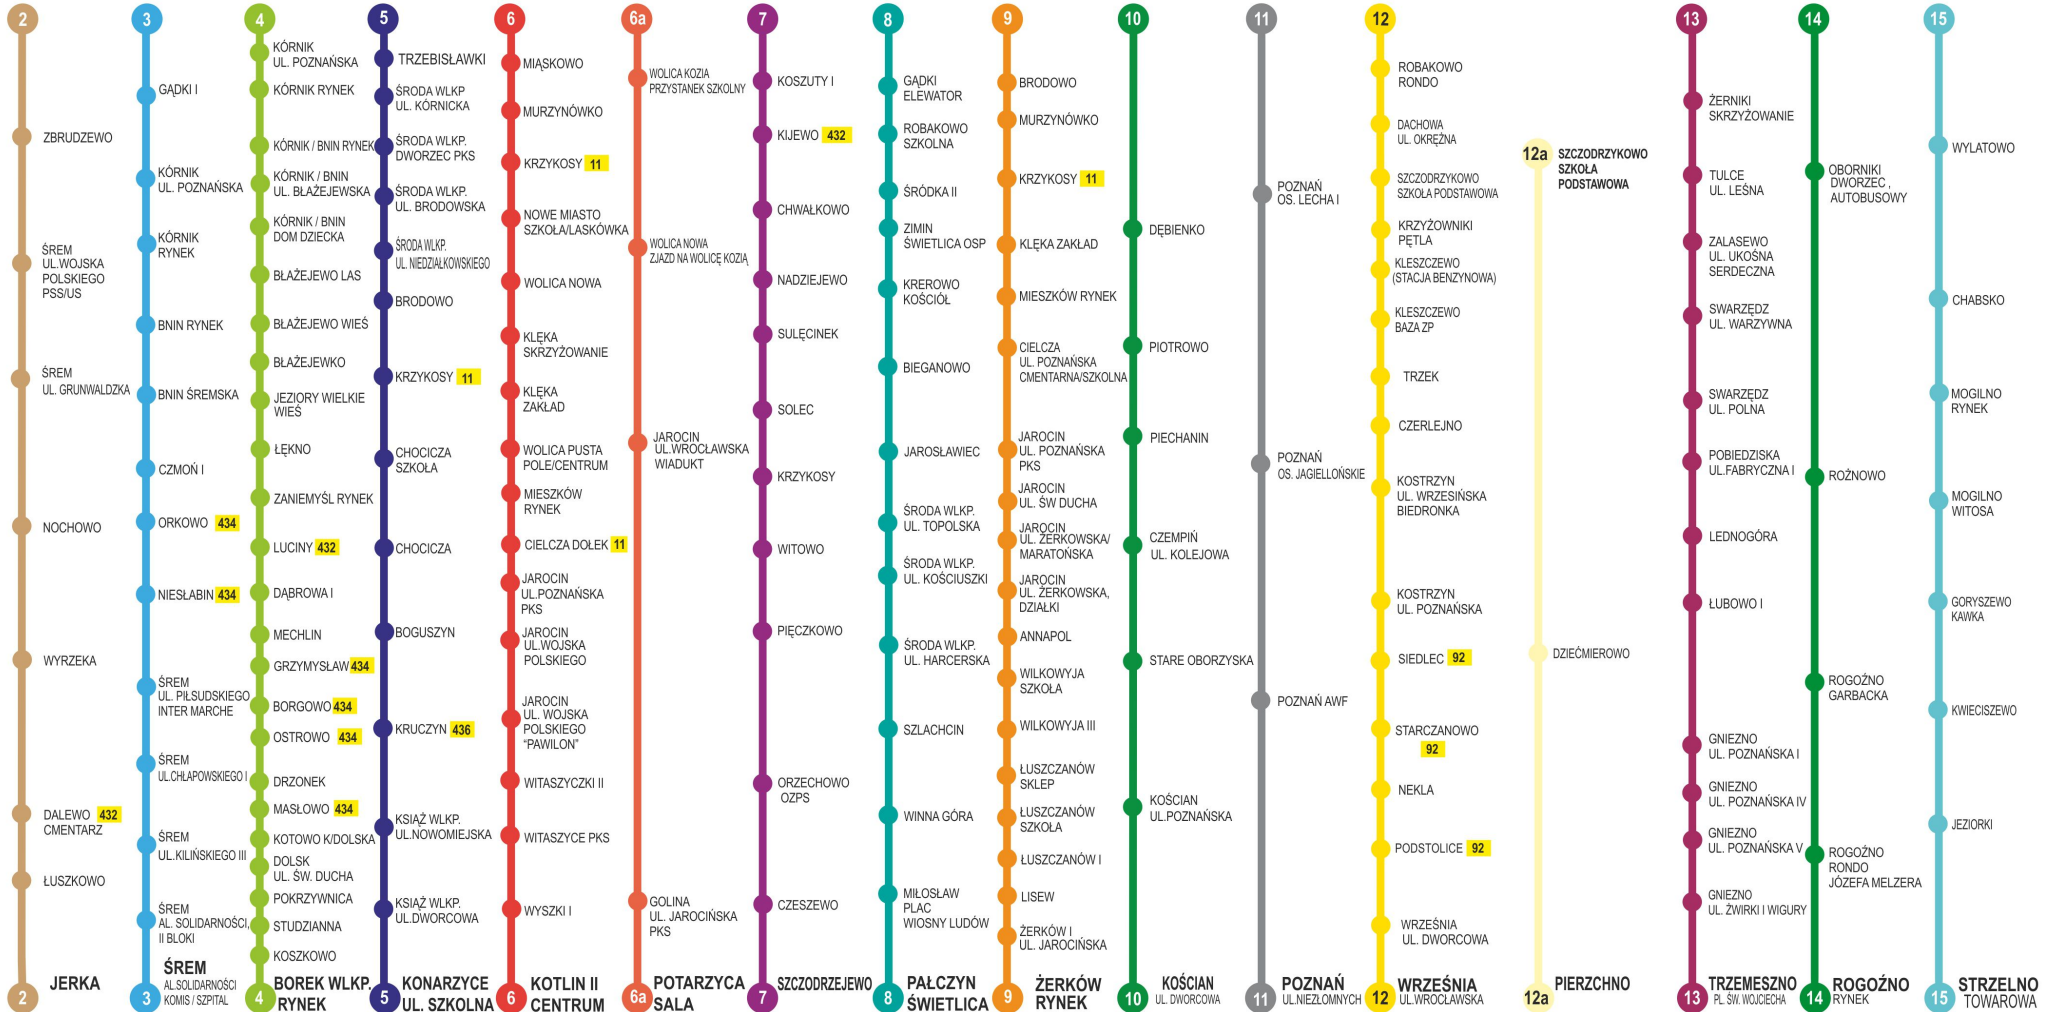 2
ZBRUDZEWO
ŚREM
UL.WOJSKA
POLSKIEGO
PSS/US
ŚREM
UL. GRUNWALDZKA
NOCHOWO
WYRZEKA
DALEWO 432
CMENTARZ
ŁUSZKOWO
JERKA
2
3
GĄDKI I
KÓRNIK
UL. POZNAŃSKA
KÓRNIK
RYNEK
BNIN RYNEK
BNIN ŚREMSKA
CZMOŃ I
ORKOWO 434
NIESŁABIN 434
ŚREM
UL. PIŁSUDSKIEGO
INTER MARCHE
ŚREM
UL.CHŁAPOWSKIEGO I
ŚREM
UL.KILIŃSKIEGO III
ŚREM
AL. SOLIDARNOŚCI,
II BLOKI
ŚREM
AL.SOLIDARNOŚCI
KOMIS / SZPITAL
3
4
KÓRNIK
UL. POZNAŃSKA
KÓRNIK RYNEK
KÓRNIK / BNIN RYNEK
KÓRNIK / BNIN
UL. BŁAŻEJEWSKA
KÓRNIK / BNIN
DOM DZIECKA
BŁAŻEJEWO LAS
BŁAŻEJEWO WIEŚ
BŁAŻEJEWKO
JEZIORY WIELKIE
WIEŚ
ŁĘKNO
ZANIEMYŚL RYNEK
LUCINY 432
DĄBROWA I
MECHLIN
GRZYMYSŁAW 434
BORGOWO 434
OSTROWO 434
DRZONEK
MASŁOWO 434
KOTOWO K/DOLSKA
DOLSK
UL. ŚW. DUCHA
POKRZYWNICA
STUDZIANNA
KOSZKOWO
BOREK WLKP.
RYNEK
4
5
TRZEBISŁAWKI
ŚRODA WLKP
UL. KÓRNICKA
ŚRODA WLKP.
DWORZEC PKS
ŚRODA WLKP.
UL. BRODOWSKA
ŚRODA WLKP.
UL. NIEDZIAŁKOWSKIEGO
BRODOWO
KRZYKOSY 11
CHOCICZA
SZKOŁA
CHOCICZA
BOGUSZYN
KRUCZYN 436
KSIĄŻ WLKP.
UL.NOWOMIEJSKA
KSIĄŻ WLKP.
UL.DWORCOWA
KONARZYCE
UL. SZKOLNA
5
6
MIĄSKOWO
MURZYNÓWKO
KRZYKOSY 11
NOWE MIASTO
SZKOŁA/LASKÓWKA
WOLICA NOWA
KLĘKA
SKRZYŻOWANIE
KLĘKA
ZAKŁAD
WOLICA PUSTA
POLE/CENTRUM
MIESZKÓW
RYNEK
CIELCZA DOŁEK 11
JAROCIN
UL.POZNAŃSKA
PKS
JAROCIN
UL.WOJSKA
POLSKIEGO
JAROCIN
UL. WOJSKA
POLSKIEGO
“PAWILON”
WITASZYCZKI II
WITASZYCE PKS
WYSZKI I
KOTLIN II
CENTRUM
6
6a
WOLICA KOZIA
PRZYSTANEK SZKOLNY
WOLICA NOWA
ZJAZD NA WOLICĘ KOZIĄ
JAROCIN
UL.WROCŁAWSKA
WIADUKT
GOLINA
UL. JAROCIŃSKA
PKS
POTARZYCA
SALA
6a
7
KOSZUTY I
KIJEWO 432
CHWAŁKOWO
NADZIEJEWO
SULĘCINEK
SOLEC
KRZYKOSY
WITOWO
PIĘCZKOWO
ORZECHOWO
OZPS
CZESZEWO
SZCZODRZEJEWO
7
8
GĄDKI
ELEWATOR
ROBAKOWO
SZKOLNA
ŚRÓDKA II
ZIMIN
ŚWIETLICA OSP
KREROWO
KOŚCIÓŁ
BIEGANOWO
JAROSŁAWIEC
ŚRODA WLKP.
UL. TOPOLSKA
ŚRODA WLKP.
UL. KOŚCIUSZKI
ŚRODA WLKP.
UL. HARCERSKA
SZLACHCIN
WINNA GÓRA
MIŁOSŁAW
PLAC
WIOSNY LUDÓW
PAŁCZYN
ŚWIETLICA
8
9
BRODOWO
MURZYNÓWKO
KRZYKOSY 11
KLĘKA ZAKŁAD
MIESZKÓW RYNEK
CIELCZA
UL. POZNAŃSKA
CMENTARNA/SZKOLNA
JAROCIN
UL. POZNAŃSKA
PKS
JAROCIN
UL. ŚW DUCHA
JAROCIN
UL. ŻERKOWSKA/
MARATOŃSKA
JAROCIN
UL. ŻERKOWSKA,
DZIAŁKI
ANNAPOL
WILKOWYJA
SZKOŁA
WILKOWYJA III
ŁUSZCZANÓW
SKLEP
ŁUSZCZANÓW
SZKOŁA
ŁUSZCZANÓW I
LISEW
ŻERKÓW I
UL. JAROCIŃSKA
ŻERKÓW
RYNEK
9
10
DĘBIENKO
PIOTROWO
PIECHANIN
CZEMPIŃ
UL. KOLEJOWA
STARE OBORZYSKA
KOŚCIAN
UL.POZNAŃSKA
KOŚCIAN
UL. DWORCOWA
10
11
POZNAŃ
OS. LECHA I
POZNAŃ
OS. JAGIELLOŃSKIE
POZNAŃ AWF
POZNAŃ
UL.NIEZŁOMNYCH
11
12
ROBAKOWO
RONDO
DACHOWA
UL. OKRĘŻNA
SZCZODRZYKOWO
SZKOŁA PODSTAWOWA
KRZYŻOWNIKI
PĘTLA
KLESZCZEWO
(STACJA BENZYNOWA)
KLESZCZEWO
BAZA ZP
TRZEK
CZERLEJNO
KOSTRZYN
UL. WRZESIŃSKA
BIEDRONKA
KOSTRZYN
UL. POZNAŃSKA
SIEDLEC 92
STARCZANOWO
92
NEKLA
PODSTOLICE 92
WRZEŚNIA
UL. DWORCOWA
WRZEŚNIA
UL.WROCŁAWSKA
12
12a
SZCZODRZYKOWO
SZKOŁA
PODSTAWOWA
DZIEĆMIEROWO
PIERZCHNO
12a
13
ŻERNIKI
SKRZYŻOWANIE
TULCE
UL. LEŚNA
ZALASEWO
UL. UKOŚNA
SERDECZNA
SWARZĘDZ
UL. WARZYWNA
SWARZĘDZ
UL. POLNA
POBIEDZISKA
UL.FABRYCZNA I
LEDNOGÓRA
ŁUBOWO I
GNIEZNO
UL. POZNAŃSKA I
GNIEZNO
UL. POZNAŃSKA IV
GNIEZNO
UL. POZNAŃSKA V
GNIEZNO
UL. ŻWIRKI I WIGURY
TRZEMESZNO
PL. ŚW. WOJCIECHA
13
14
OBORNIKI
DWORZEC ,
AUTOBUSOWY
ROŻNOWO
ROGOŹNO
GARBACKA
ROGOŹNO
RONDO
JÓZEFA MELZERA
ROGOŹNO
RYNEK
14
15
WYLATOWO
CHABSKO
MOGILNO
RYNEK
MOGILNO
WITOSA
GORYSZEWO
KAWKA
KWIECISZEWO
JEZIORKI
STRZELNO
TOWAROWA
15